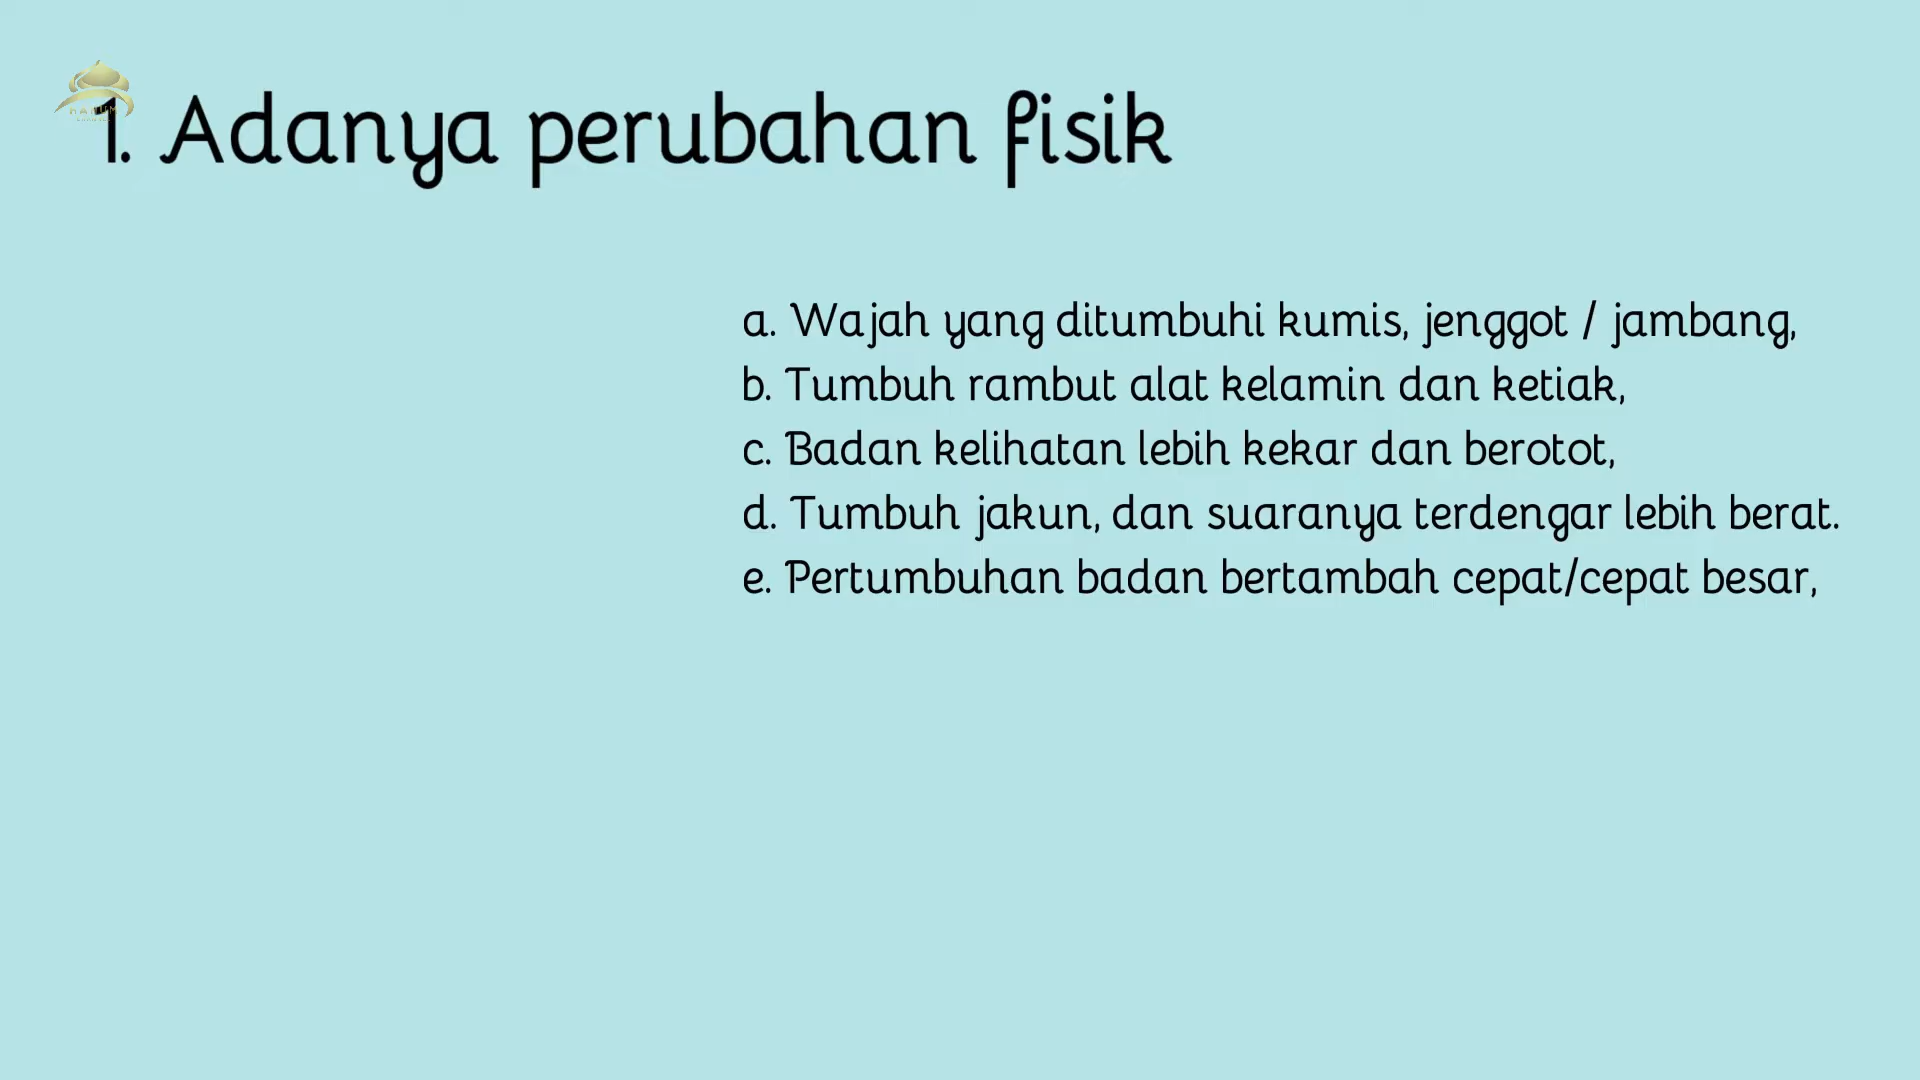 1. Adanya perubahan fisik
a. Wajah yang ditumbuhi kumis, jenggot / jambang,
b. Tumbuh rambut alat kelamin dan ketiak,
c. Badan kelihatan lebih kekar dan berotot,
d. Tumbuh jakun, dan suaranya terdengar lebih berat.
e. Pertumbuhan badan bertambah cepat/cepat besar,